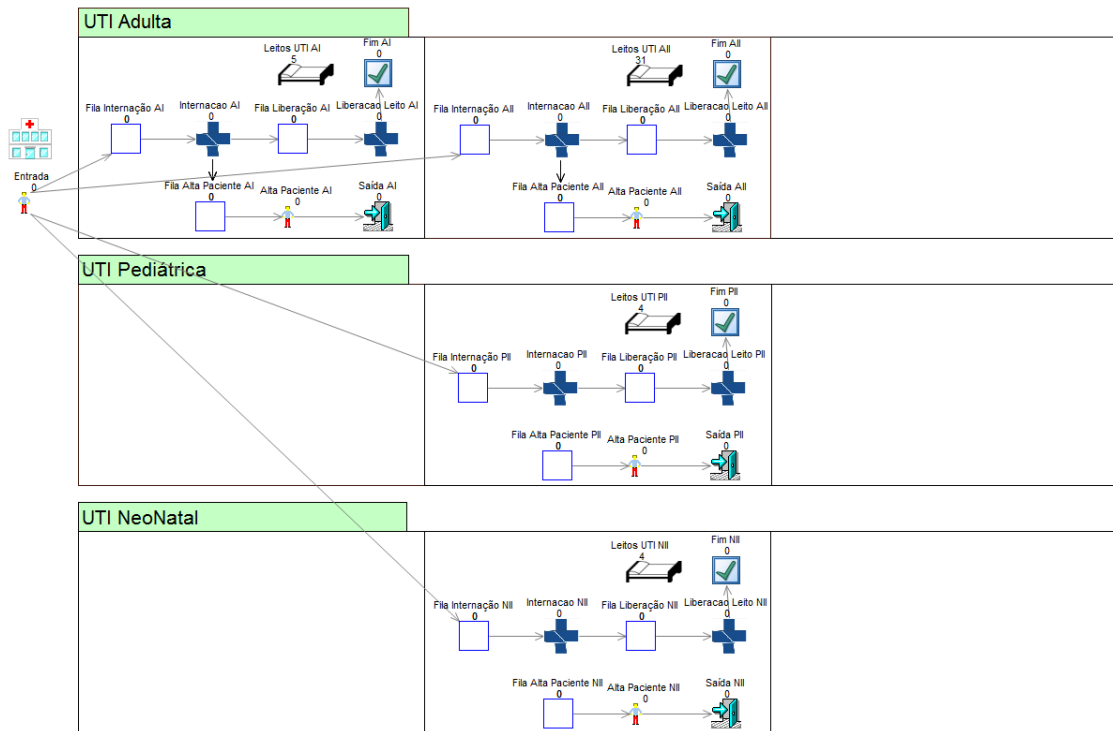 UTI Adulta
Leitos UTI AI
5
Fim AI
0
Fila Internação AI
0
Internacao AI
0
Fila Liberação AI
0
Liberacao Leito AI
0
Fila Alta Paciente AI
0
Alta Paciente AI
0
Saída AI
0
Leitos UTI AII
31
Fim AII
0
Fila Internação AII
0
Internacao AII
0
Fila Liberação AII
0
Liberacao Leito AII
0
Fila Alta Paciente AII
0
Alta Paciente AII
0
Saída AII
0
Entrada
0
UTI Pediátrica
Leitos UTI PII
4
Fim PII
0
Fila Internação PII
0
Internacao PII
0
Fila Liberação PII
0
Liberacao Leito PII
0
Fila Alta Paciente PII
0
Alta Paciente PII
0
Saída PII
0
UTI NeoNatal
Leitos UTI NII
4
Fim NII
0
Fila Internação NII
0
Internacao NII
0
Fila Liberação NII
0
Liberacao Leito NII
0
Fila Alta Paciente NII
0
Alta Paciente NII
0
Saída NII
0